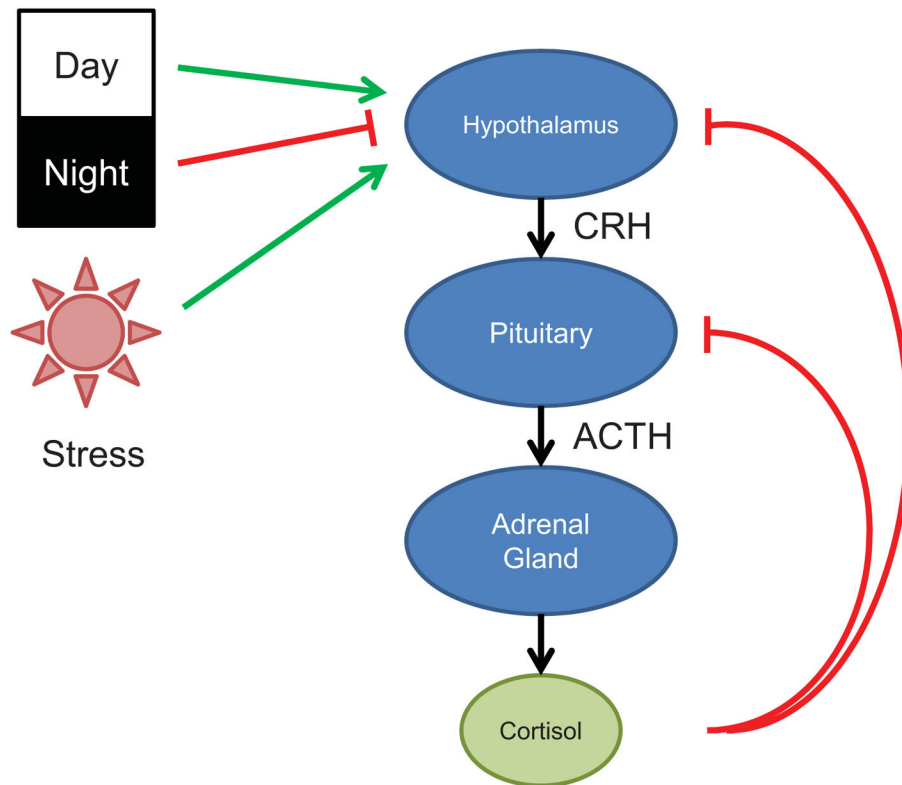 Day
Night
Stress
Hypothalamus
CRH
Pituitary
ACTH
Adrenal
Gland
Cortisol